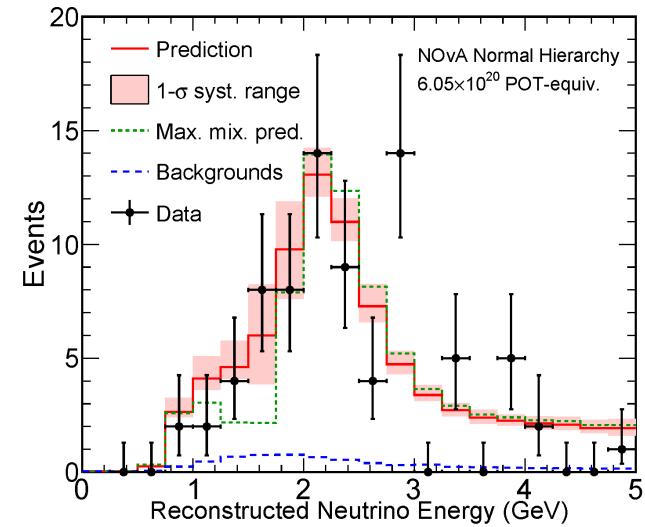 20
15
10
5
0
Events
Prediction
1-σ syst. range
Max. mix. pred.
Backgrounds
Data
NOvA Normal Hierarchy
6.05×10²⁰ POT-equiv.
0 1 2 3 4 5
Reconstructed Neutrino Energy (GeV)